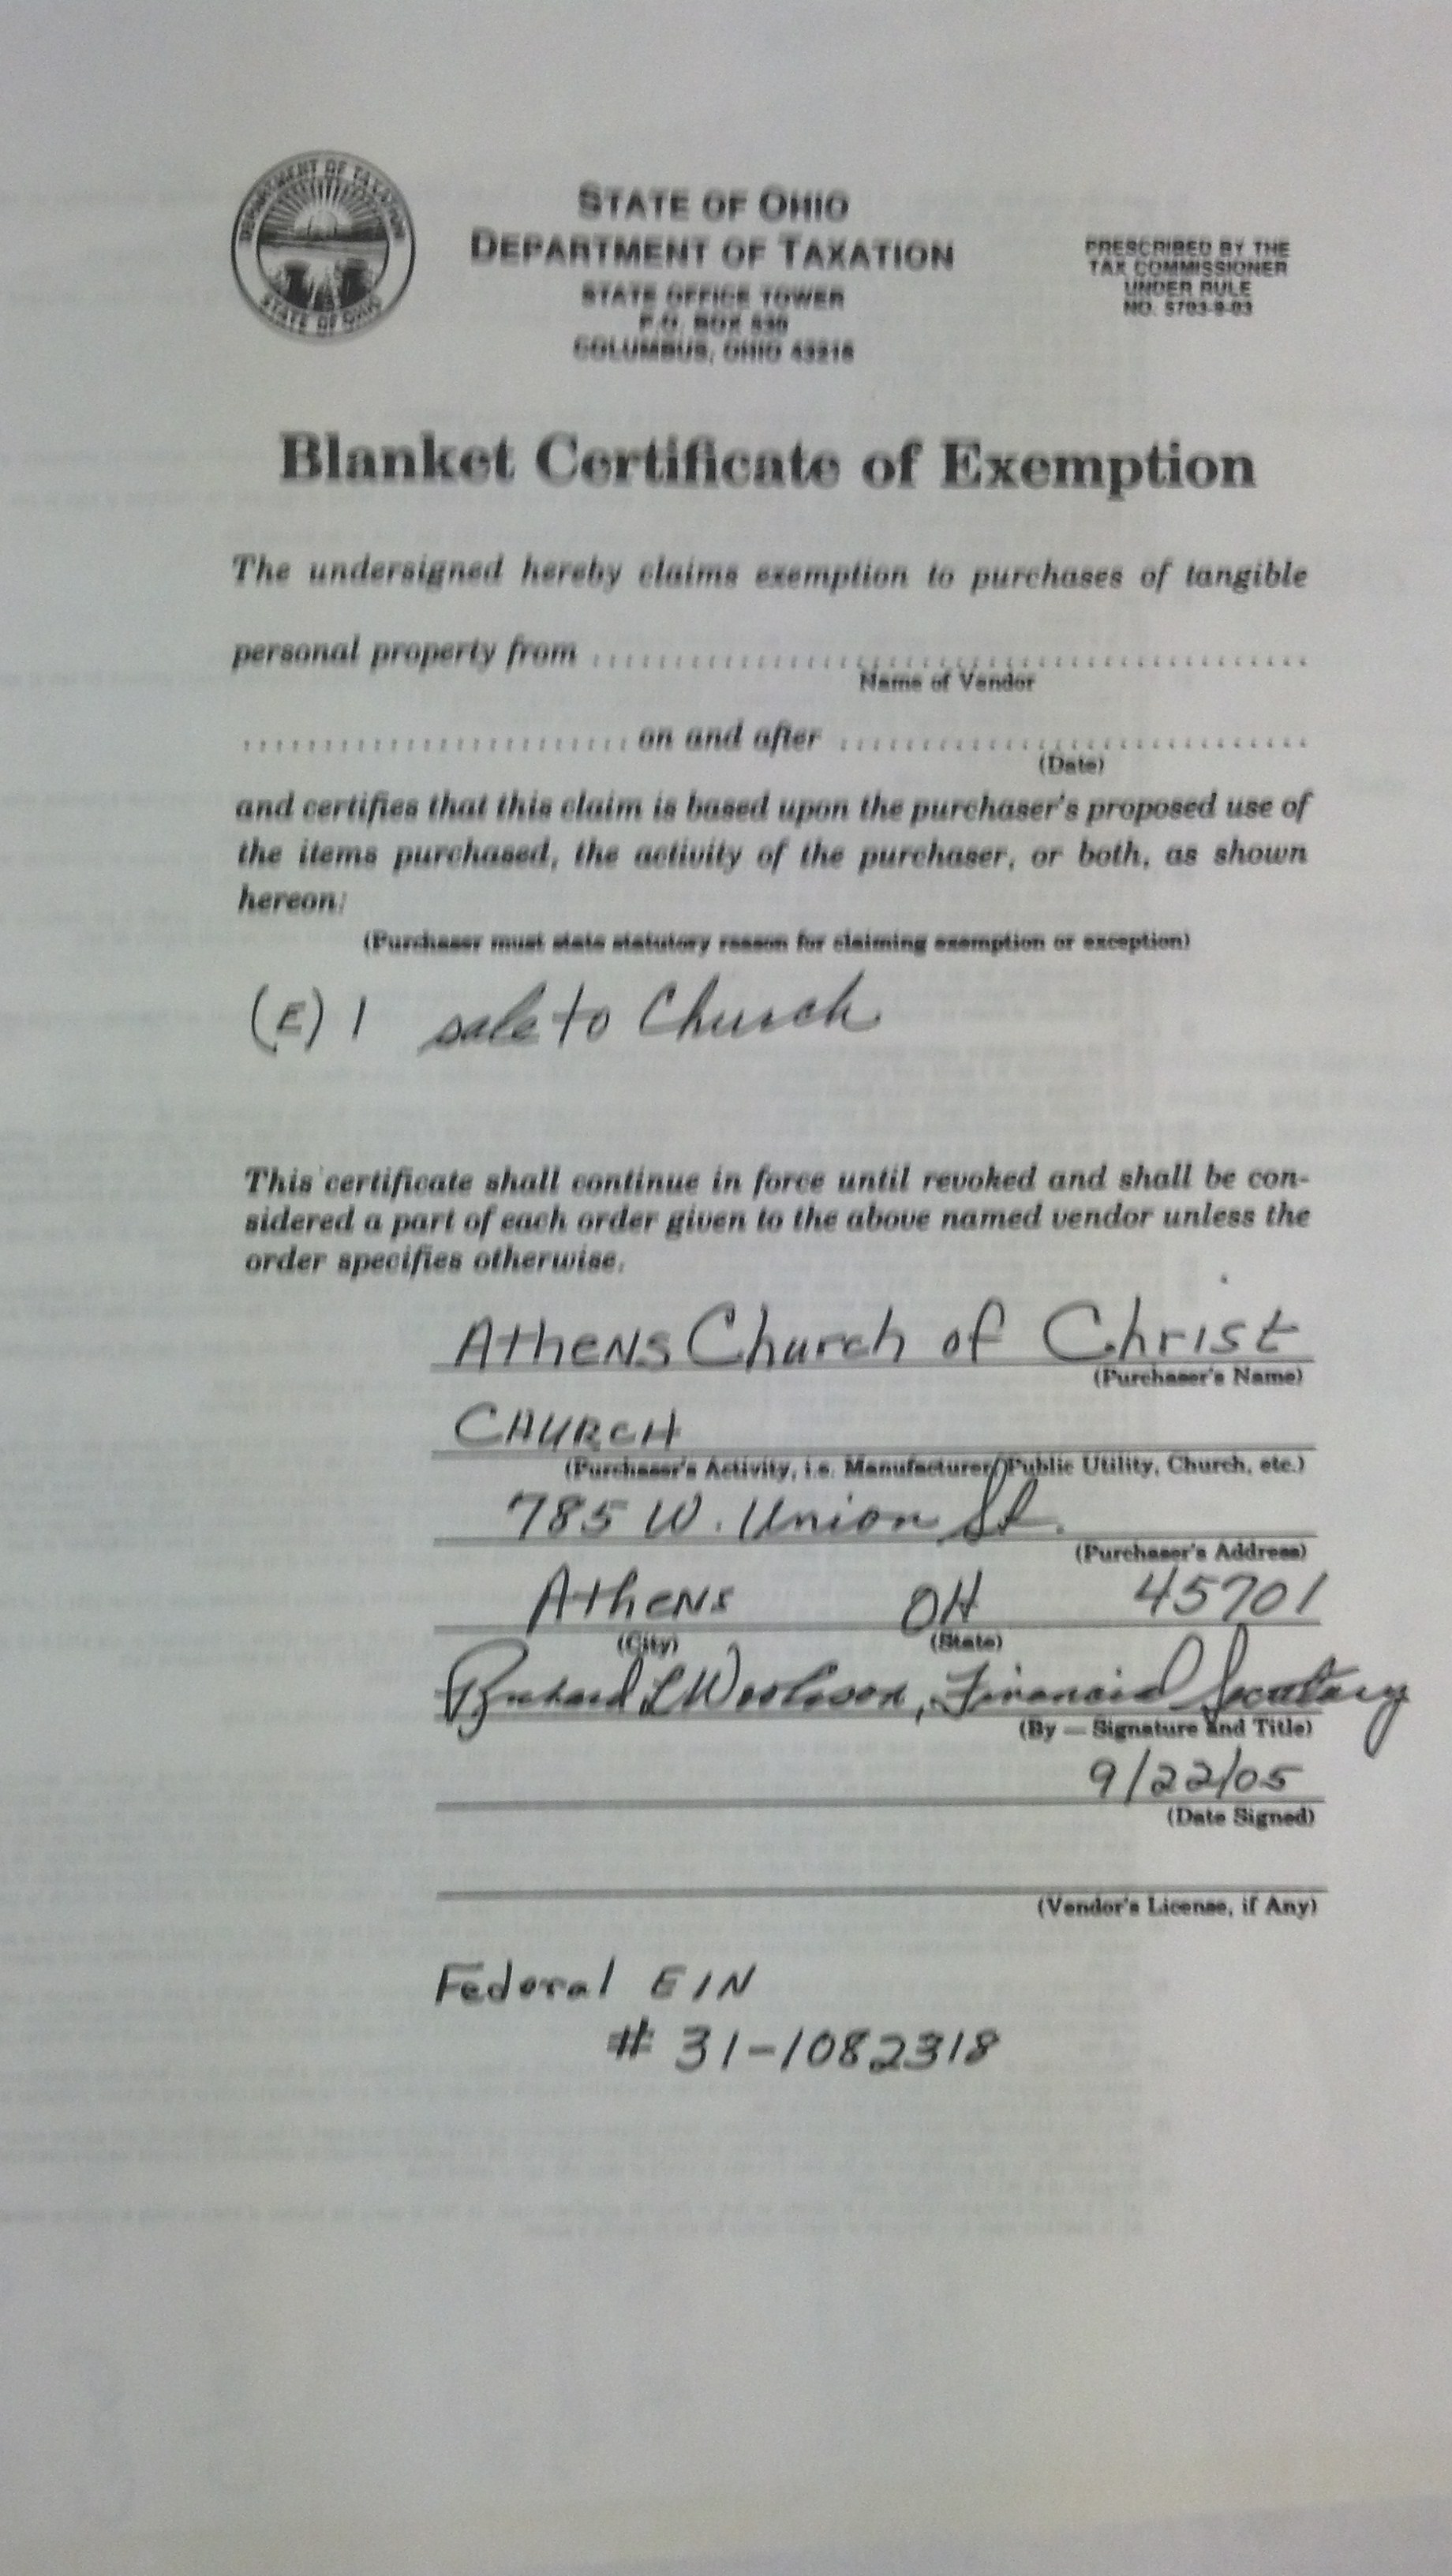 DEPARTMENT OF TAXATION
STATE OF OHIO
STATE OF OHIO
DEPARTMENT OF TAXATION
STATE OFFICE TOWER
P.O. BOX 530
COLUMBUS, OHIO 43216
PRESCRIBED BY THE
TAX COMMISSIONER
UNDER RULE
NO. 5703-9-03
Blanket Certificate of Exemption
The undersigned hereby claims exemption to purchases of tangible
personal property from
Name of Vendor
on and after
(Date)
and certifies that this claim is based upon the purchaser's proposed use of
the items purchased, the activity of the purchaser, or both, as shown
hereon:
(Purchaser must state statutory reason for claiming exemption or exception)
(E) 1 sale to Church
This certificate shall continue in force until revoked and shall be con-
sidered a part of each order given to the above named vendor unless the
order specifies otherwise.
Athens Church of Christ
(Purchaser's Name)
CHURCH
(Purchaser's Activity, i.e. Manufacturer, Public Utility, Church, etc.)
785 W. Union St.
(Purchaser's Address)
Athens OH 45701
(City) (State)
Richard L , Financial Secretary
(By — Signature and Title)
9/22/05
(Date Signed)
(Vendor's License, if Any)
Federal EIN
# 31-1082318